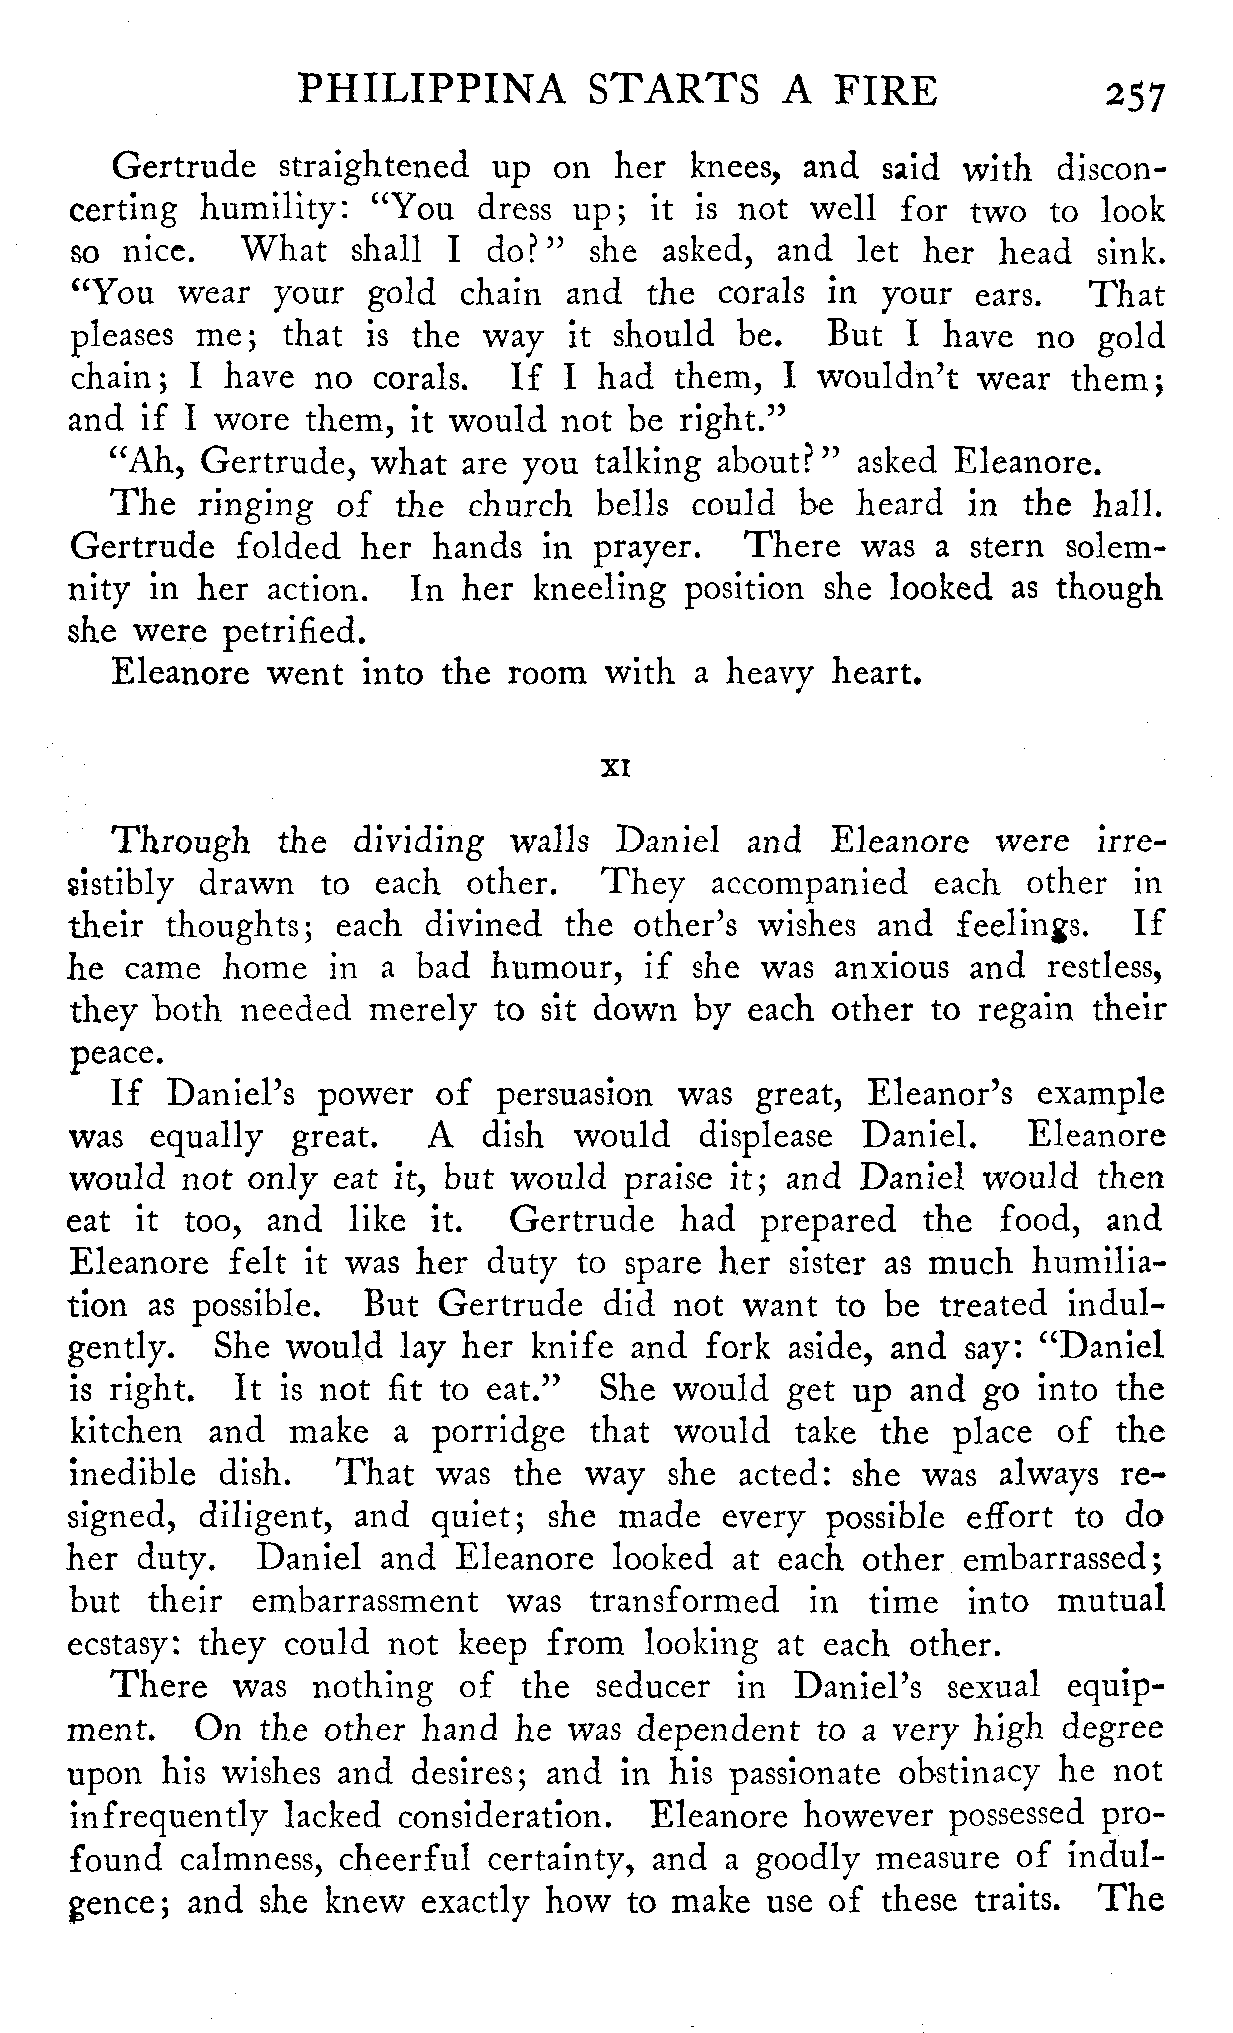 PHILIPPINA STARTS A FIRE 257
Gertrude straightened up on her knees, and said with discon-
certing humility: “You dress up; it is not well for two to look
so nice. What shall I do?” she asked, and let her head sink.
“You wear your gold chain and the corals in your ears. That
pleases me; that is the way it should be. But I have no gold
chain; I have no corals. If I had them, I wouldn’t wear them;
and if I wore them, it would not be right.”
“Ah, Gertrude, what are you talking about?” asked Eleanore.
The ringing of the church bells could be heard in the hall.
Gertrude folded her hands in prayer. There was a stern solem-
nity in her action. In her kneeling position she looked as though
she were petrified.
Eleanore went into the room with a heavy heart.
XI
Through the dividing walls Daniel and Eleanore were irre-
sistibly drawn to each other. They accompanied each other in
their thoughts; each divined the other’s wishes and feelings. If
he came home in a bad humour, if she was anxious and restless,
they both needed merely to sit down by each other to regain their
peace.
If Daniel’s power of persuasion was great, Eleanor’s example
was equally great. A dish would displease Daniel. Eleanore
would not only eat it, but would praise it; and Daniel would then
eat it too, and like it. Gertrude had prepared the food, and
Eleanore felt it was her duty to spare her sister as much humilia-
tion as possible. But Gertrude did not want to be treated indul-
gently. She would lay her knife and fork aside, and say: “Daniel
is right. It is not fit to eat.” She would get up and go into the
kitchen and make a porridge that would take the place of the
inedible dish. That was the way she acted: she was always re-
signed, diligent, and quiet; she made every possible effort to do
her duty. Daniel and Eleanore looked at each other embarrassed;
but their embarrassment was transformed in time into mutual
ecstasy: they could not keep from looking at each other.
There was nothing of the seducer in Daniel’s sexual equip-
ment. On the other hand he was dependent to a very high degree
upon his wishes and desires; and in his passionate obstinacy he not
infrequently lacked consideration. Eleanore however possessed pro-
found calmness, cheerful certainty, and a goodly measure of indul-
gence; and she knew exactly how to make use of these traits. The